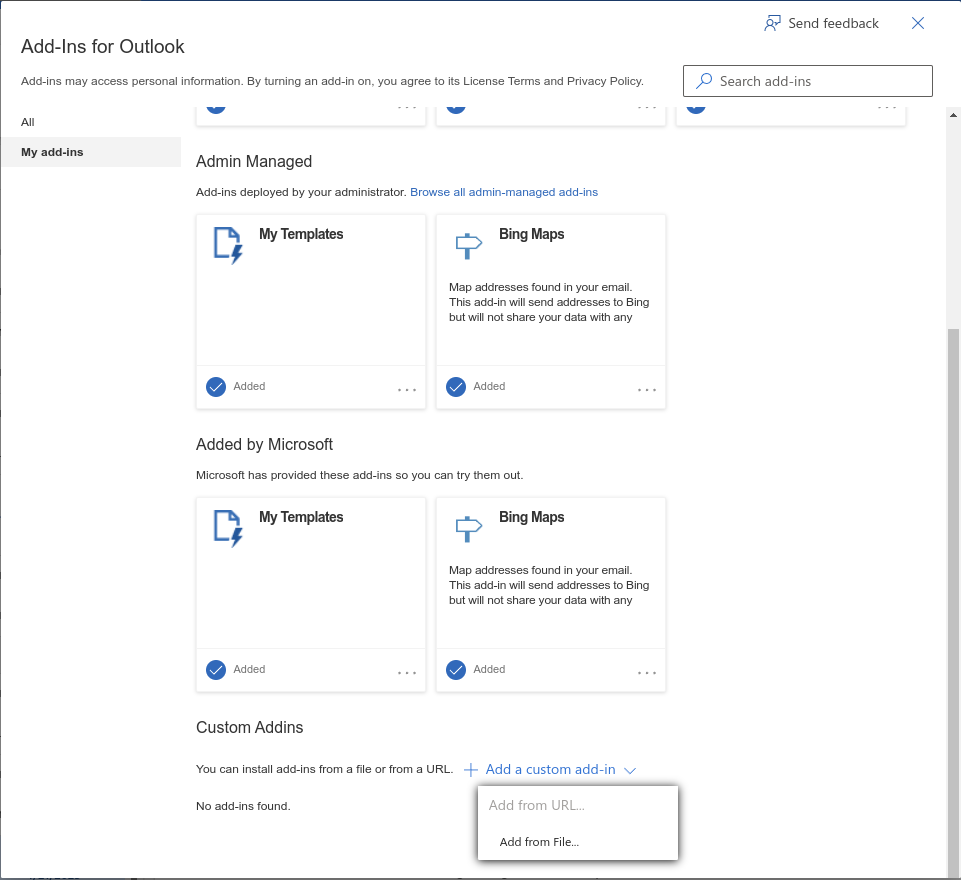 Send feedback
Add-Ins for Outlook
Add-ins may access personal information. By turning an add-in on, you agree to its License Terms and Privacy Policy.
Search add-ins
All
My add-ins
Admin Managed
Add-ins deployed by your administrator. Browse all admin-managed add-ins
My Templates
Bing Maps
Map addresses found in your email.
This add-in will send addresses to Bing
but will not share your data with any
Added
Added
Added by Microsoft
Microsoft has provided these add-ins so you can try them out.
My Templates
Bing Maps
Map addresses found in your email.
This add-in will send addresses to Bing
but will not share your data with any
Added
Added
Custom Addins
You can install add-ins from a file or from a URL. Add a custom add-in
Add from URL...
No add-ins found.
Add from File...